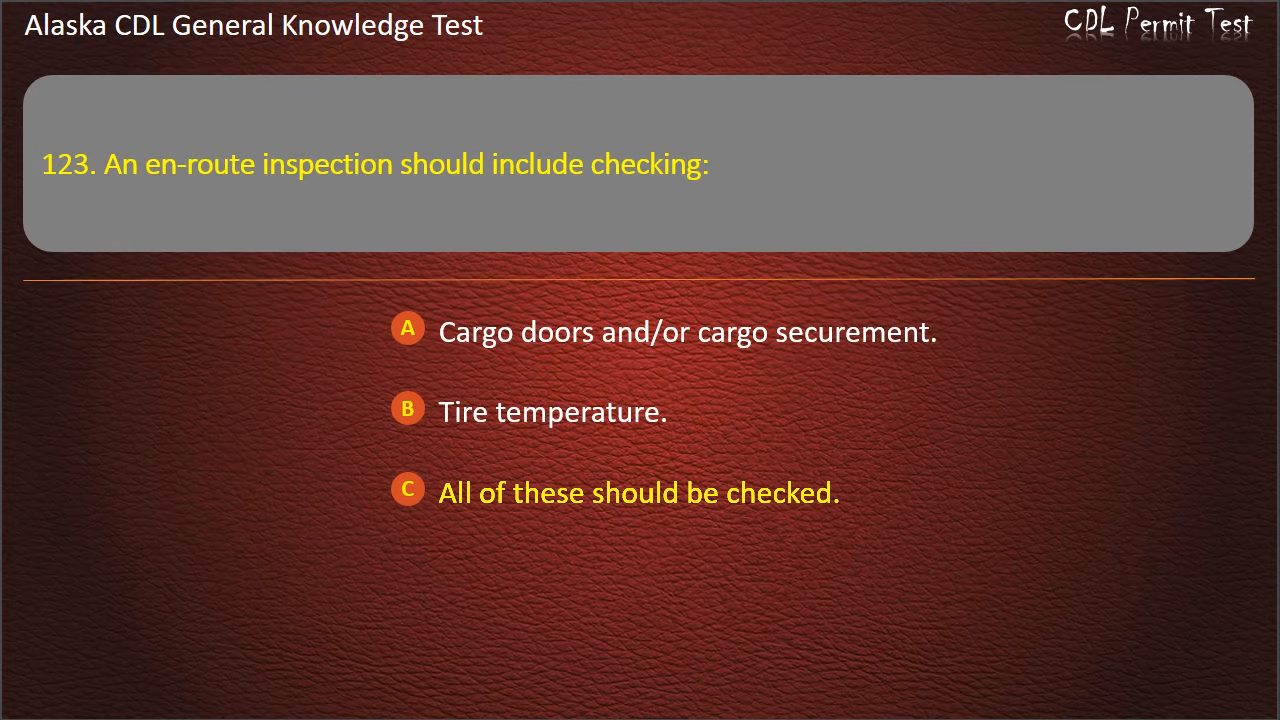 Alaska CDL General Knowledge Test
CDL Permit Test
123. An en-route inspection should include checking:
A Cargo doors and/or cargo securement.
B Tire temperature.
C All of these should be checked.